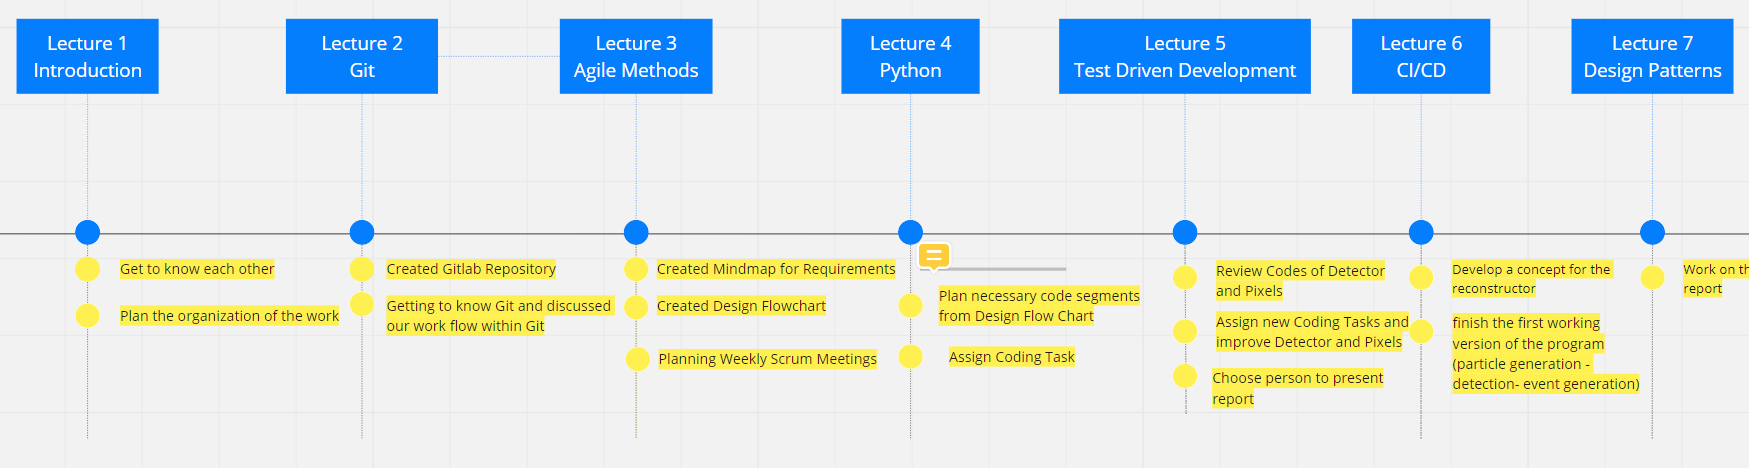 Lecture 1
Introduction
Lecture 2
Git
Lecture 3
Agile Methods
Lecture 4
Python
Lecture 5
Test Driven Development
Lecture 6
CI/CD
Lecture 7
Design Patterns
Get to know each other
Plan the organization of the work
Created Gitlab Repository
Getting to know Git and discussed
our work flow within Git
Created Mindmap for Requirements
Created Design Flowchart
Planning Weekly Scrum Meetings
Plan necessary code segments
from Design Flow Chart
Assign Coding Task
Review Codes of Detector
and Pixels
Assign new Coding Tasks and
improve Detector and Pixels
Choose person to present
report
Develop a concept for the
reconstructor
finish the first working
version of the program
(particle generation -
detection- event generation)
Work on th
report